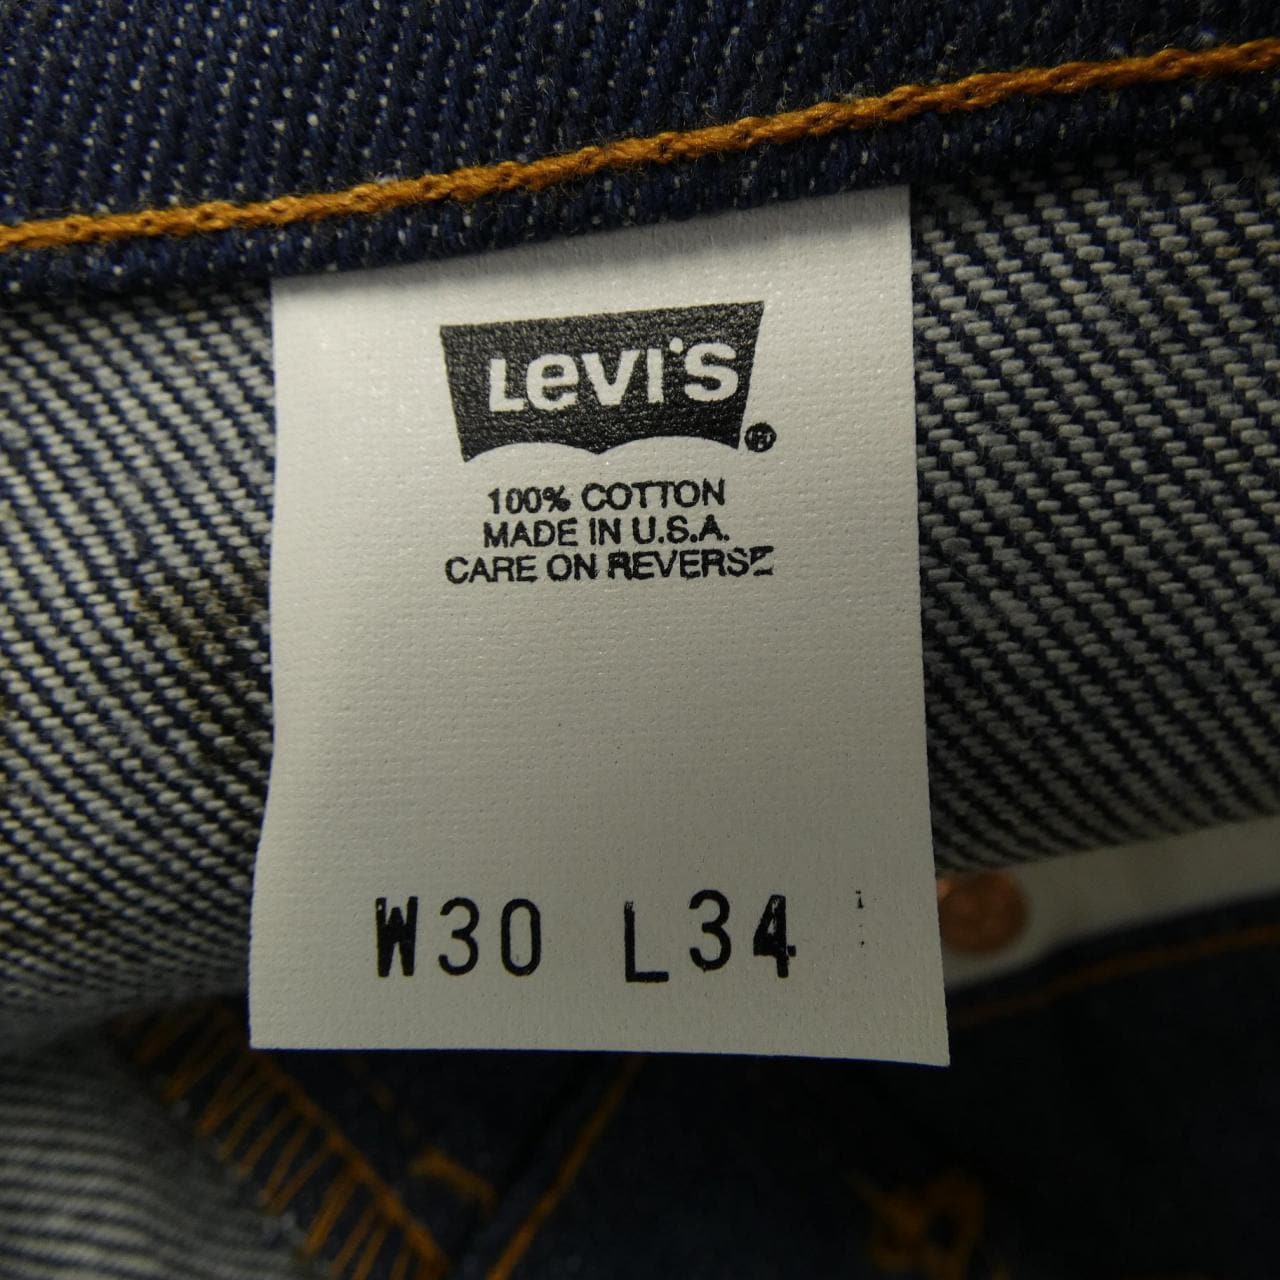 LEVI'S ®
100% COTTON
MADE IN U.S.A.
CARE ON REVERSE
W30 L34